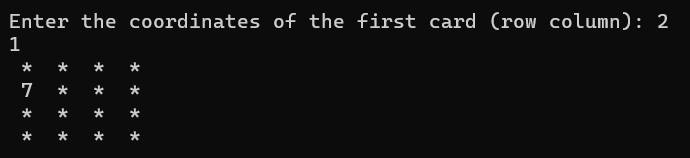 Enter the coordinates of the first card (row column): 2
1
 *  *  *  *
 7  *  *  *
 *  *  *  *
 *  *  *  *